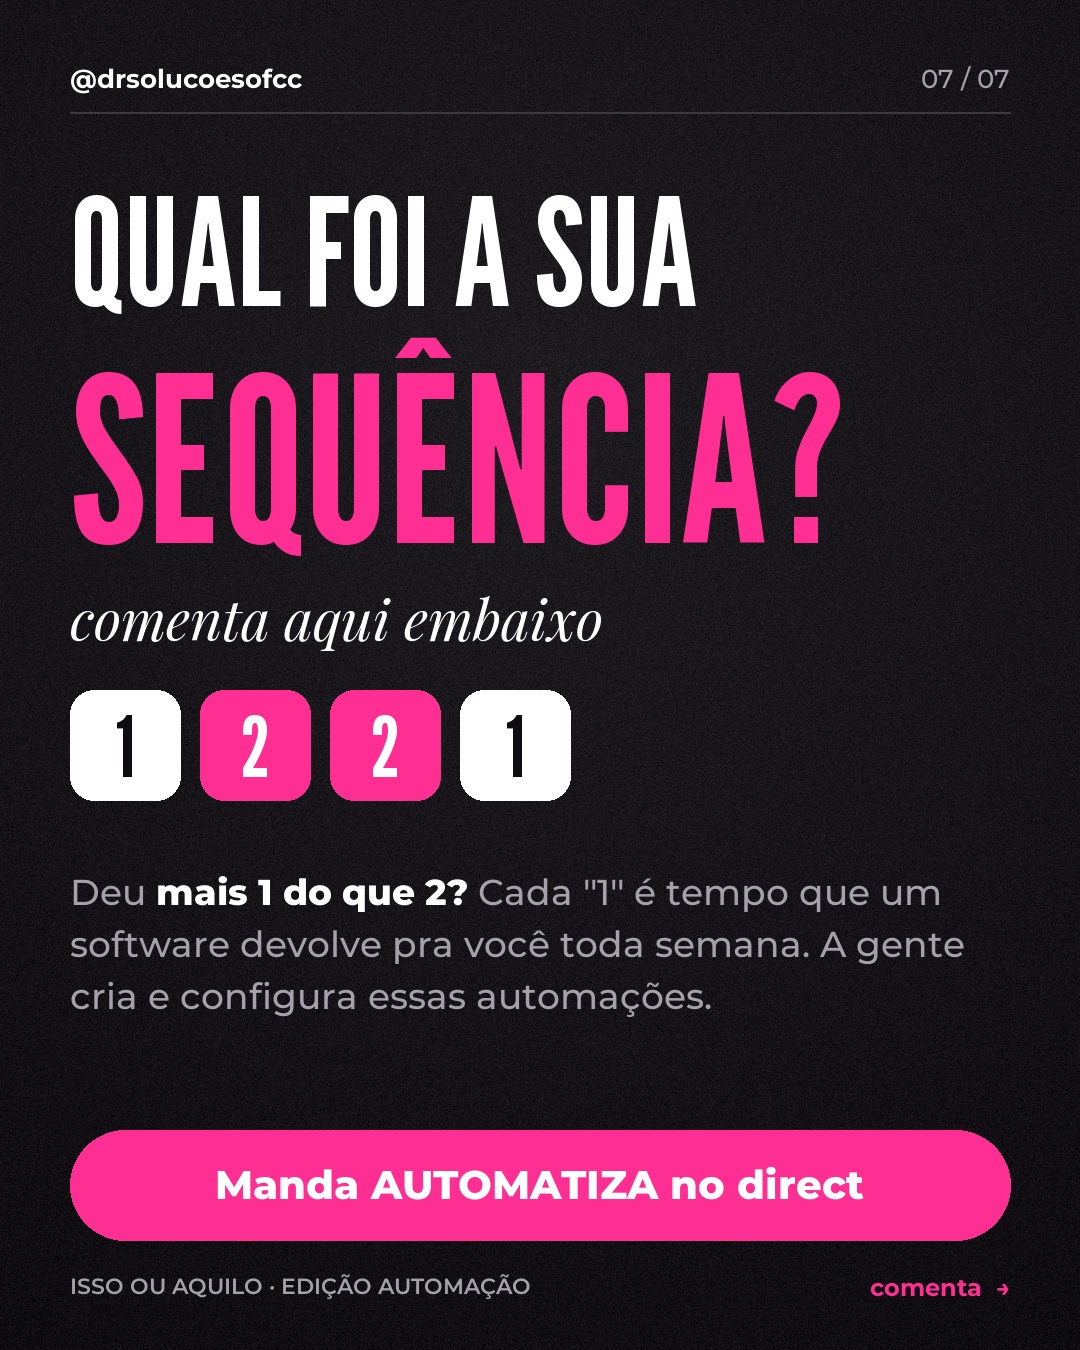 @drsolucoesofcc
07 / 07
QUAL FOI A SUA
SEQUÊNCIA?
comenta aqui embaixo
1 2 2 1
Deu mais 1 do que 2? Cada "1" é tempo que um
software devolve pra você toda semana. A gente
cria e configura essas automações.
Manda AUTOMATIZA no direct
ISSO OU AQUILO · EDIÇÃO AUTOMAÇÃO
comenta →